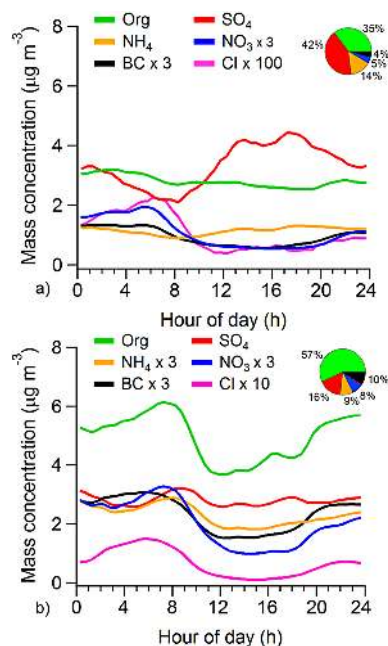 Org SO₄
NH₄ NO₃ x 3
BC x 3 Cl x 100
35%
42%
4%
5%
14%
Mass concentration (µg m⁻³)
8
6
4
2
0
0 4 8 12 16 20 24
a)
Hour of day (h)
Org SO₄
NH₄ x 3 NO₃ x 3
BC x 3 Cl x 10
57%
10%
16%
8%
9%
Mass concentration (µg m⁻³)
8
6
4
2
0
0 4 8 12 16 20 24
b)
Hour of day (h)